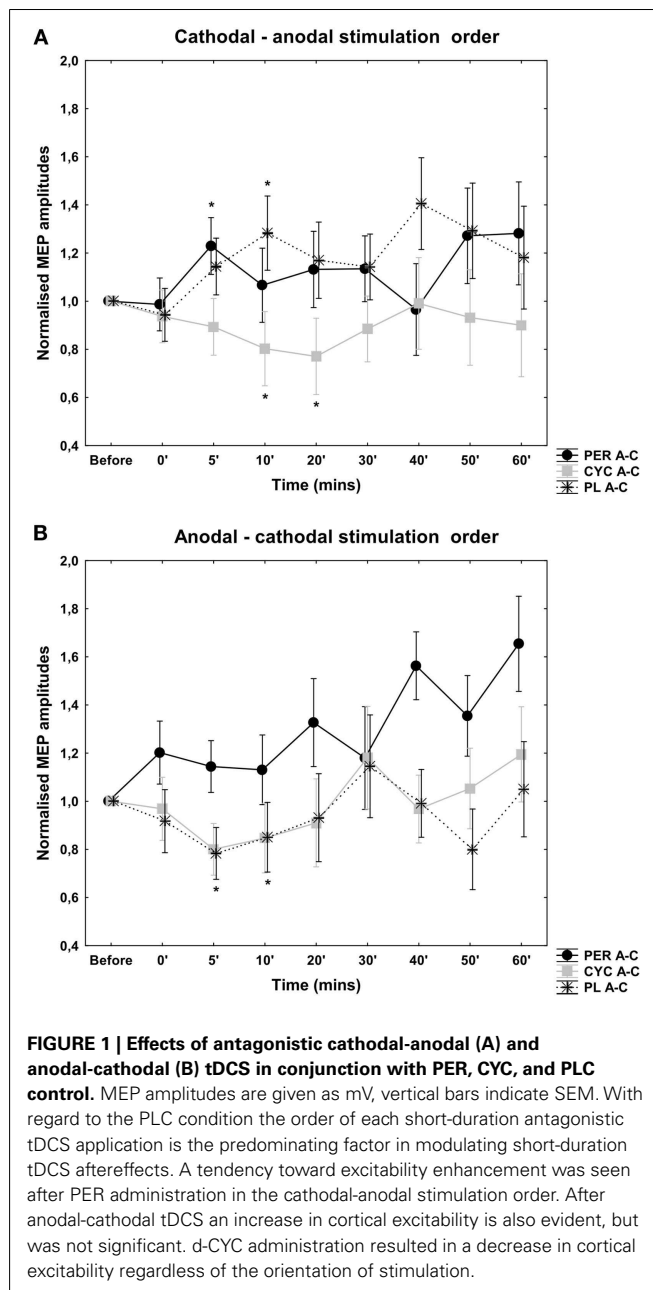 A
Cathodal - anodal stimulation order
2,0
1,8
1,6
1,4
1,2
1,0
0,8
0,6
0,4
Normalised MEP amplitudes
*
*
*
*
Before 0' 5' 10' 20' 30' 40' 50' 60'
Time (mins)
PER A-C
CYC A-C
PL A-C
B
Anodal - cathodal stimulation order
2,0
1,8
1,6
1,4
1,2
1,0
0,8
0,6
0,4
Normalised MEP amplitudes
*
*
Before 0' 5' 10' 20' 30' 40' 50' 60'
Time (mins)
PER A-C
CYC A-C
PL A-C
FIGURE 1 | Effects of antagonistic cathodal-anodal (A) and
anodal-cathodal (B) tDCS in conjunction with PER, CYC, and PLC
control. MEP amplitudes are given as mV, vertical bars indicate SEM. With
regard to the PLC condition the order of each short-duration antagonistic
tDCS application is the predominating factor in modulating short-duration
tDCS aftereffects. A tendency toward excitability enhancement was seen
after PER administration in the cathodal-anodal stimulation order. After
anodal-cathodal tDCS an increase in cortical excitability is also evident, but
was not significant. d-CYC administration resulted in a decrease in cortical
excitability regardless of the orientation of stimulation.